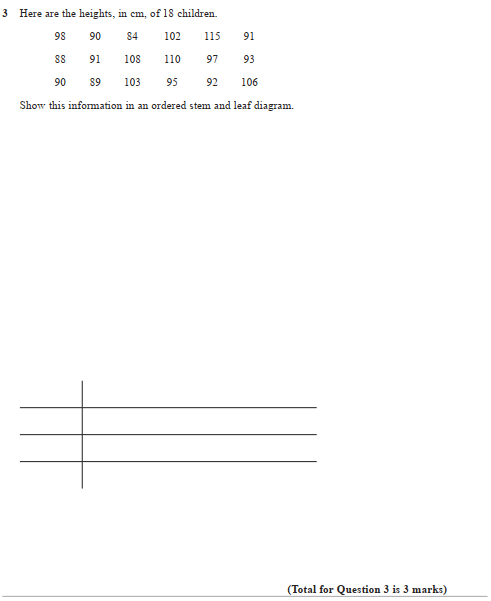 3 Here are the heights, in cm, of 18 children.
98 90 84 102 115 91
88 91 108 110 97 93
90 89 103 95 92 106
Show this information in an ordered stem and leaf diagram.
(Total for Question 3 is 3 marks)